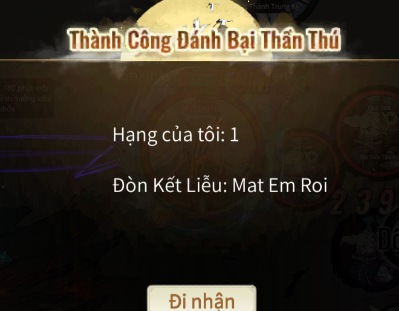 Thành Công Đánh Bại Thần Thú
Hạng của tôi: 1
Đòn Kết Liễu: Mat Em Roi
Đi nhận